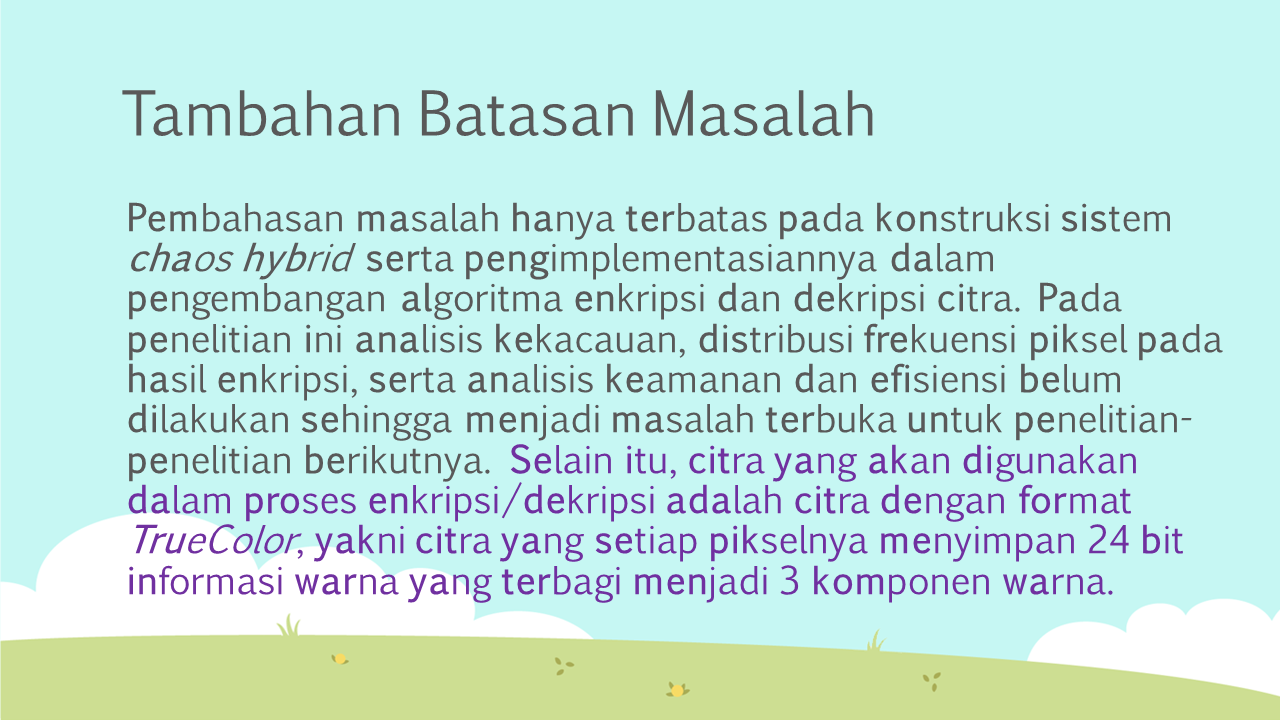 Tambahan Batasan Masalah
Pembahasan masalah hanya terbatas pada konstruksi sistem
chaos hybrid serta pengimplementasiannya dalam
pengembangan algoritma enkripsi dan dekripsi citra. Pada
penelitian ini analisis kekacauan, distribusi frekuensi piksel pada
hasil enkripsi, serta analisis keamanan dan efisiensi belum
dilakukan sehingga menjadi masalah terbuka untuk penelitian-
penelitian berikutnya. Selain itu, citra yang akan digunakan
dalam proses enkripsi/dekripsi adalah citra dengan format
TrueColor, yakni citra yang setiap pikselnya menyimpan 24 bit
informasi warna yang terbagi menjadi 3 komponen warna.